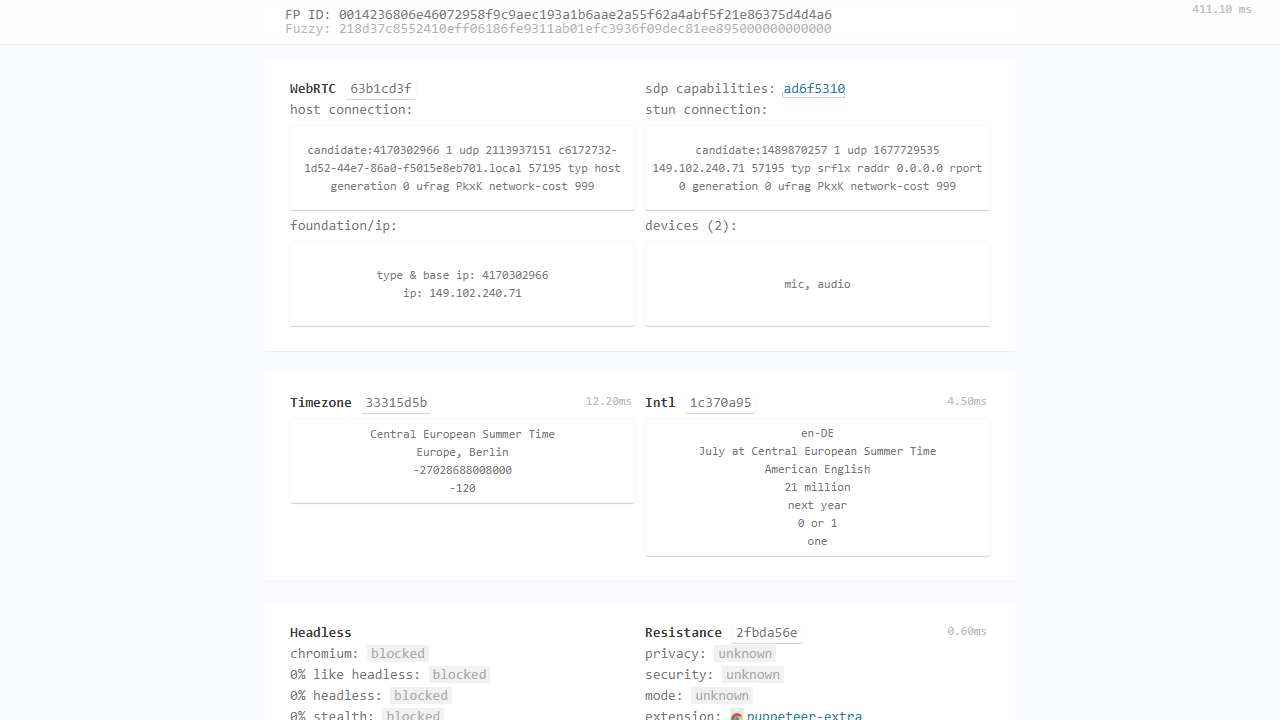 FP ID: 0014236806e46072958f9c9aec193a1b6aae2a55f62a4abf5f21e86375d4d4a6
411.10 ms
Fuzzy: 218d37c8552410eff06186fe9311ab01efc3936f09dec81ee895000000000000
WebRTC 63b1cd3f
host connection:
candidate:4170302966 1 udp 2113937151 c6172732-
1d52-44e7-86a0-f5015e8eb701.local 57195 typ host
generation 0 ufrag PkxK network-cost 999
foundation/ip:
type & base ip: 4170302966
ip: 149.102.240.71
sdp capabilities: ad6f5310
stun connection:
candidate:1489870257 1 udp 1677729535
149.102.240.71 57195 typ srflx raddr 0.0.0.0 rport
0 generation 0 ufrag PkxK network-cost 999
devices (2):
mic, audio
Timezone 33315d5b 12.20ms
Central European Summer Time
Europe, Berlin
-27028688008000
-120
Intl 1c370a95 4.50ms
en-DE
July at Central European Summer Time
American English
21 million
next year
0 or 1
one
Headless
chromium: blocked
0% like headless: blocked
0% headless: blocked
0% stealth: blocked
Resistance 2fbda56e 0.60ms
privacy: unknown
security: unknown
mode: unknown
extension: puppeteer-extra